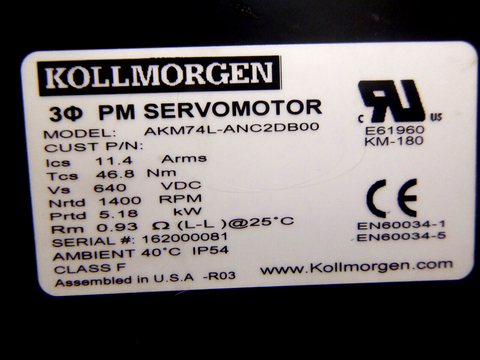 KOLLMORGEN
3Φ PM SERVOMOTOR
MODEL: AKM74L-ANC2DB00
CUST P/N:
Ics 11.4 Arms
Tcs 46.8 Nm
Vs 640 VDC
Nrtd 1400 RPM
Prtd 5.18 kW
Rm 0.93 Ω (L-L) @25°C
SERIAL #: 162000081
AMBIENT 40°C IP54
CLASS F
Assembled in U.S.A -R03
c RU us
E61960
KM-180
CE
EN60034-1
EN60034-5
www.Kollmorgen.com